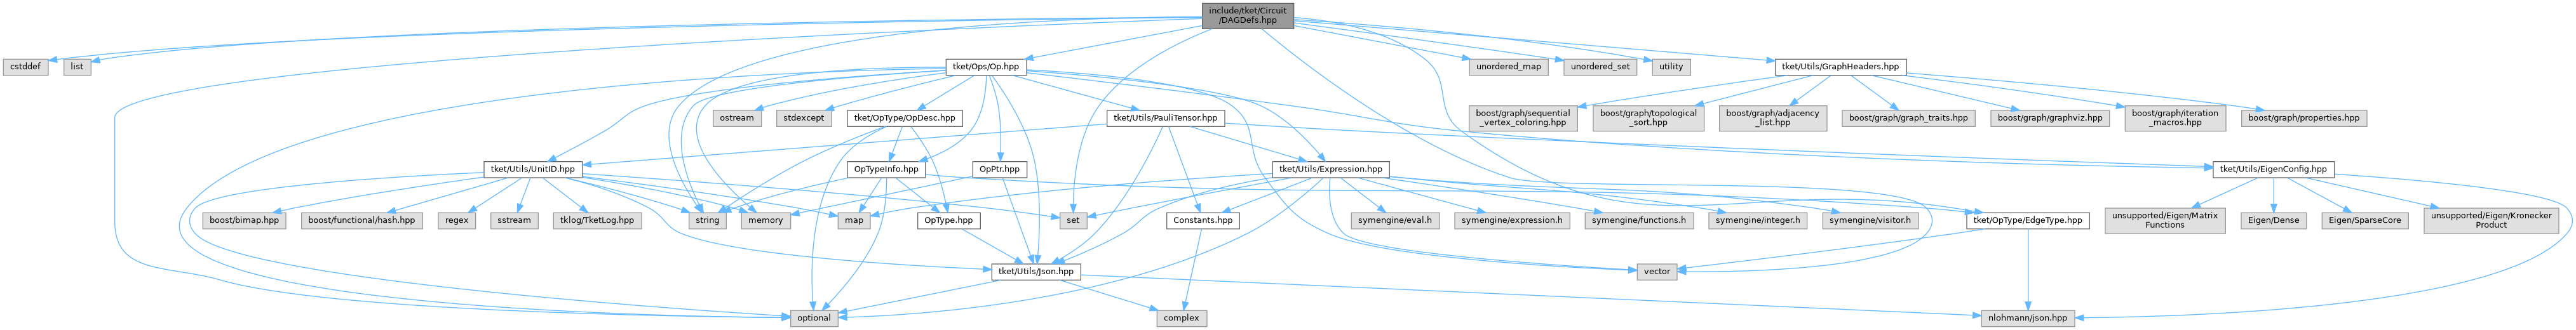 include/tket/Circuit
/DAGDefs.hpp
cstddef
list
tket/Ops/Op.hpp
unordered_map
unordered_set
utility
tket/Utils/GraphHeaders.hpp
ostream
stdexcept
tket/OpType/OpDesc.hpp
tket/Utils/PauliTensor.hpp
boost/graph/sequential
_vertex_coloring.hpp
boost/graph/topological
_sort.hpp
boost/graph/adjacency
_list.hpp
boost/graph/graph_traits.hpp
boost/graph/graphviz.hpp
boost/graph/iteration
_macros.hpp
boost/graph/properties.hpp
tket/Utils/UnitID.hpp
OpTypeInfo.hpp
OpPtr.hpp
tket/Utils/Expression.hpp
tket/Utils/EigenConfig.hpp
boost/bimap.hpp
boost/functional/hash.hpp
regex
sstream
tklog/TketLog.hpp
string
memory
map
OpType.hpp
set
Constants.hpp
symengine/eval.h
symengine/expression.h
symengine/functions.h
symengine/integer.h
symengine/visitor.h
tket/OpType/EdgeType.hpp
unsupported/Eigen/Matrix
Functions
Eigen/Dense
Eigen/SparseCore
unsupported/Eigen/Kronecker
Product
tket/Utils/Json.hpp
vector
optional
complex
nlohmann/json.hpp